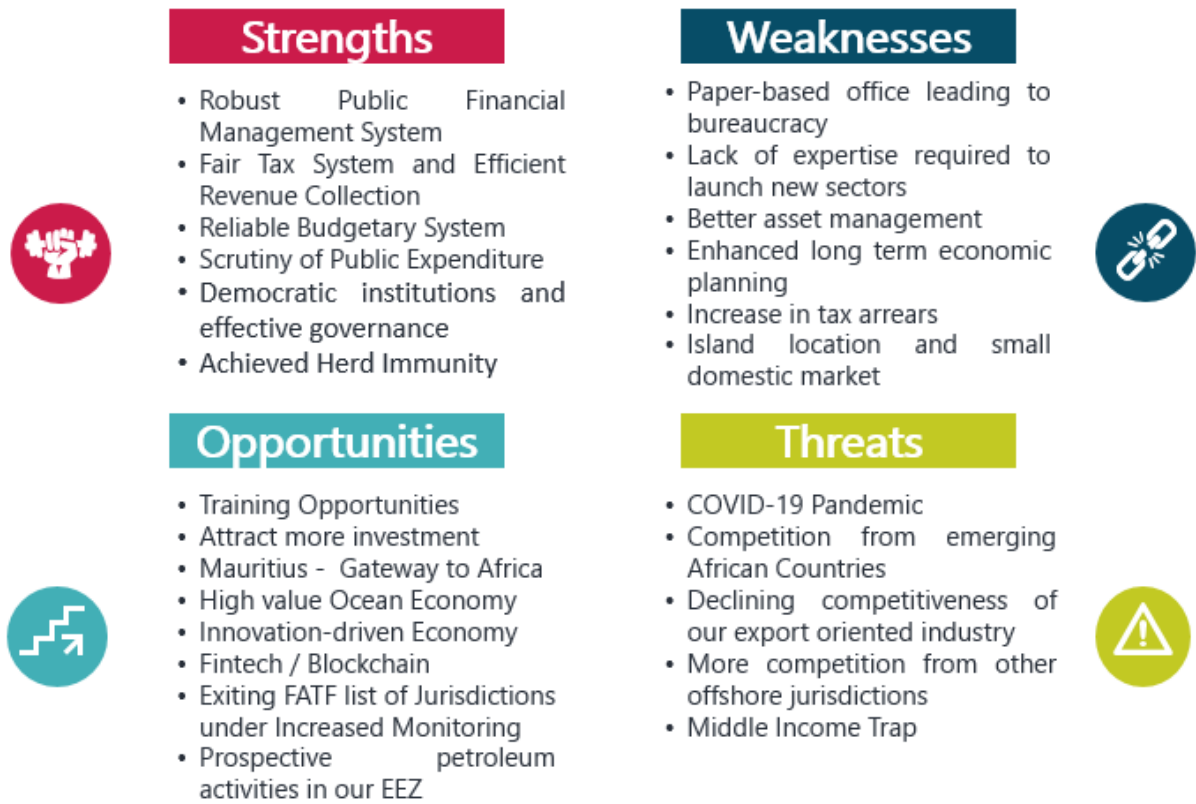 Strengths
• Robust Public Financial
Management System
• Fair Tax System and Efficient
Revenue Collection
• Reliable Budgetary System
• Scrutiny of Public Expenditure
• Democratic institutions and
effective governance
• Achieved Herd Immunity
Weaknesses
• Paper-based office leading to
bureaucracy
• Lack of expertise required to
launch new sectors
• Better asset management
• Enhanced long term economic
planning
• Increase in tax arrears
• Island location and small
domestic market
Opportunities
• Training Opportunities
• Attract more investment
• Mauritius - Gateway to Africa
• High value Ocean Economy
• Innovation-driven Economy
• Fintech / Blockchain
• Exiting FATF list of Jurisdictions
under Increased Monitoring
• Prospective petroleum
activities in our EEZ
Threats
• COVID-19 Pandemic
• Competition from emerging
African Countries
• Declining competitiveness of
our export oriented industry
• More competition from other
offshore jurisdictions
• Middle Income Trap